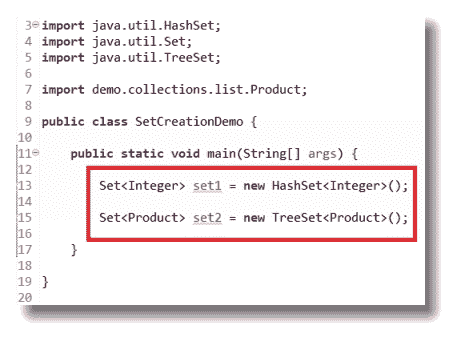 3 import java.util.HashSet;
4 import java.util.Set;
5 import java.util.TreeSet;
6
7 import demo.collections.list.Product;
8
9 public class SetCreationDemo {
10
11 public static void main(String[] args) {
12
13 Set<Integer> set1 = new HashSet<Integer>();
14
15 Set<Product> set2 = new TreeSet<Product>();
16
17 }
18
19 }
20